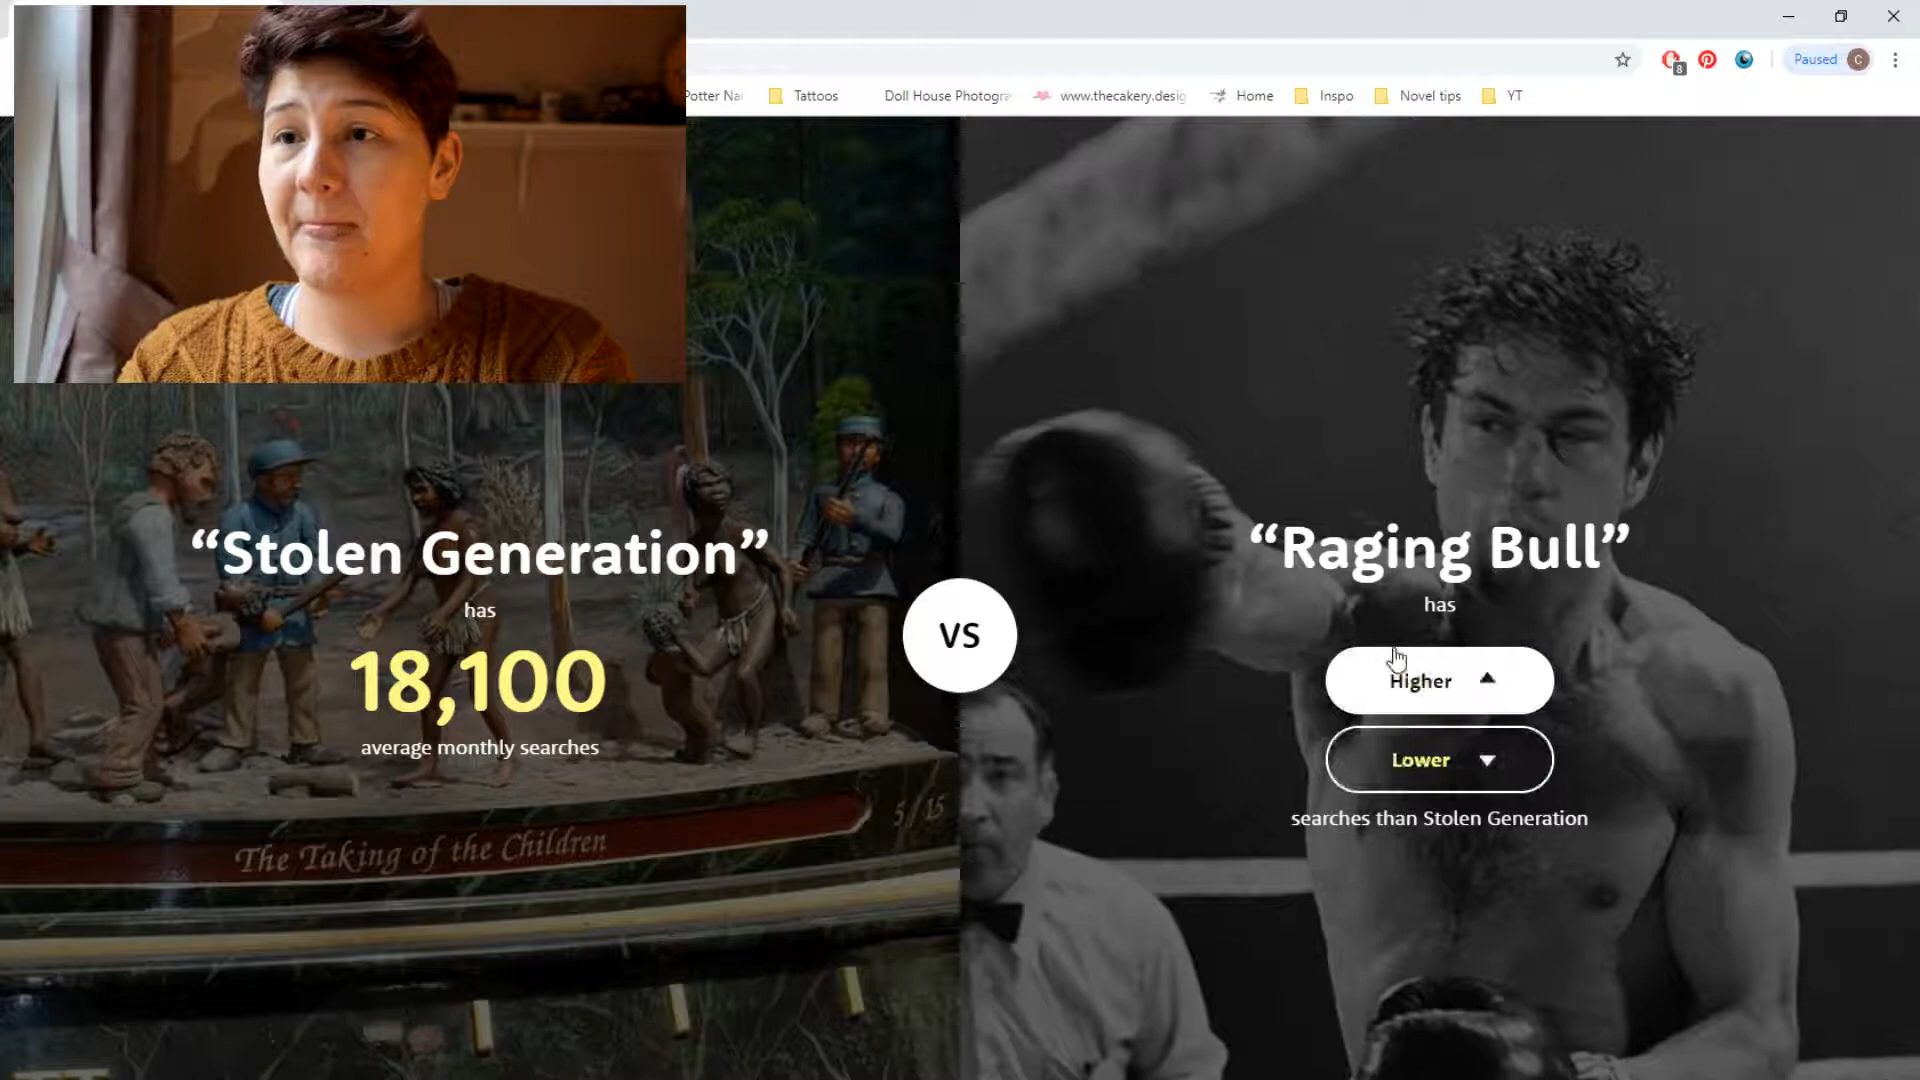 Paused
C
8
Potter Na
Tattoos
Doll House Photogra
www.thecakery.desig
Home
Inspo
Novel tips
YT
“Stolen Generation”
has
18,100
average monthly searches
VS
“Raging Bull”
has
Higher
Lower
searches than Stolen Generation
The Taking of the Children
5/15